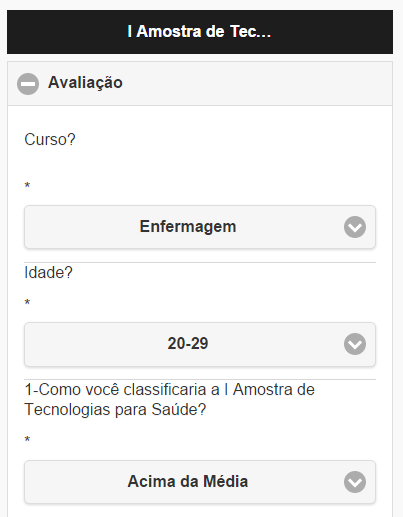 I Amostra de Tec...
Avaliação
Curso?
*
Enfermagem
Idade?
*
20-29
1-Como você classificaria a I Amostra de
Tecnologias para Saúde?
*
Acima da Média